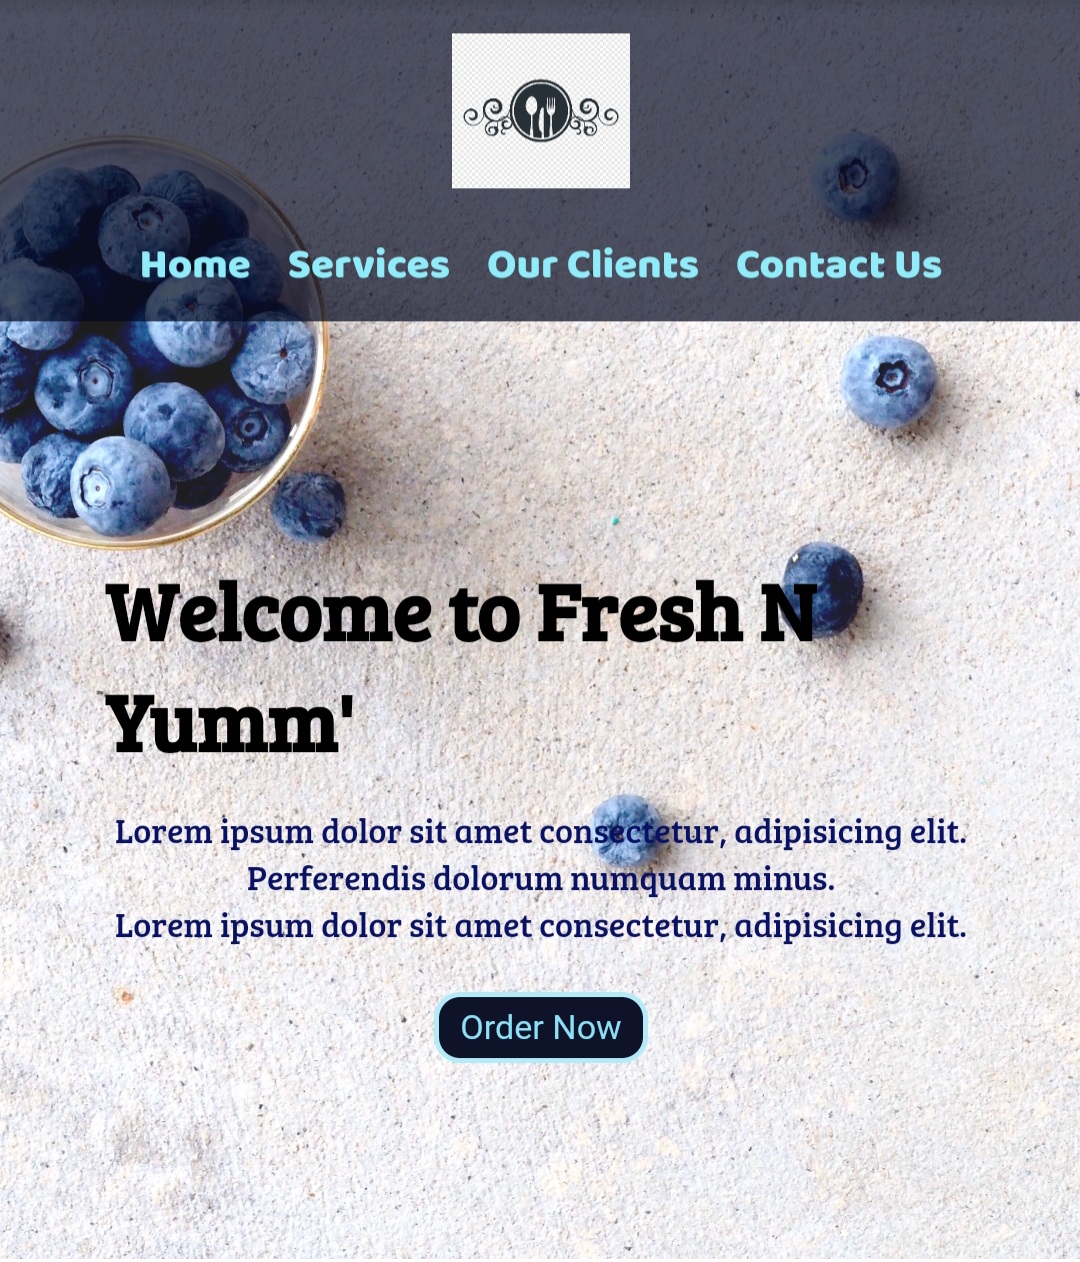 Home Services Our Clients Contact Us
Welcome to Fresh N
Yumm'
Lorem ipsum dolor sit amet consectetur, adipisicing elit.
Perferendis dolorum numquam minus.
Lorem ipsum dolor sit amet consectetur, adipisicing elit.
Order Now